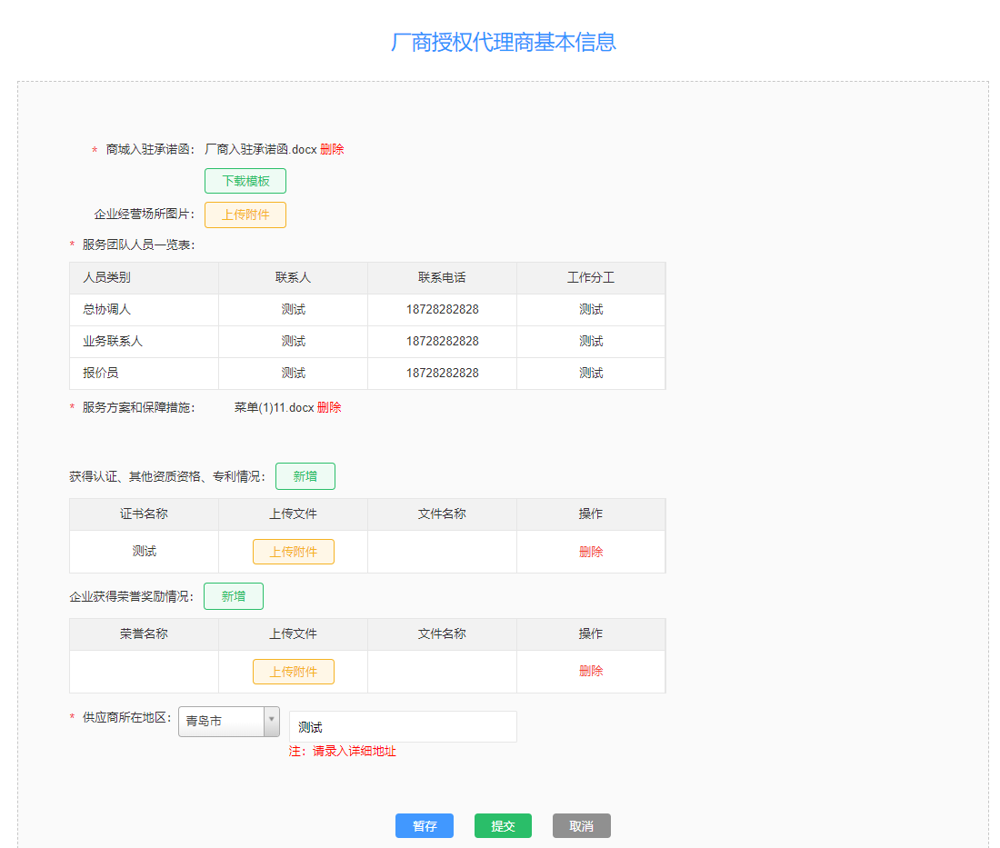 厂商授权代理商基本信息
* 商城入驻承诺函： 厂商入驻承诺函.docx 删除
下载模板
企业经营场所图片： 上传附件
* 服务团队人员一览表：
人员类别 联系人 联系电话 工作分工
总协调人 测试 18728282828 测试
业务联系人 测试 18728282828 测试
报价员 测试 18728282828 测试
* 服务方案和保障措施： 菜单(1)11.docx 删除
获得认证、其他资质资格、专利情况： 新增
证书名称 上传文件 文件名称 操作
测试 上传附件 删除
企业获得荣誉奖励情况： 新增
荣誉名称 上传文件 文件名称 操作
上传附件 删除
* 供应商所在地区： 青岛市 测试
注：请录入详细地址
暂存 提交 取消